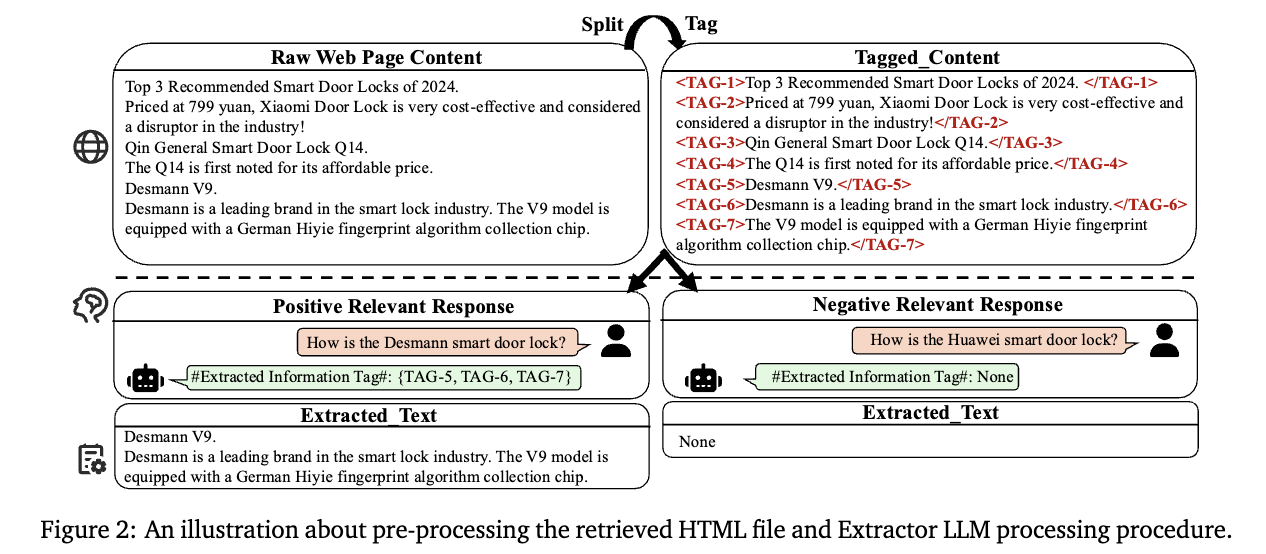 Split Tag
Raw Web Page Content
Top 3 Recommended Smart Door Locks of 2024.
Priced at 799 yuan, Xiaomi Door Lock is very cost-effective and considered
a disruptor in the industry!
Qin General Smart Door Lock Q14.
The Q14 is first noted for its affordable price.
Desmann V9.
Desmann is a leading brand in the smart lock industry. The V9 model is
equipped with a German Hiyie fingerprint algorithm collection chip.
Tagged_Content
<TAG-1>Top 3 Recommended Smart Door Locks of 2024. </TAG-1>
<TAG-2>Priced at 799 yuan, Xiaomi Door Lock is very cost-effective and
considered a disruptor in the industry!</TAG-2>
<TAG-3>Qin General Smart Door Lock Q14.</TAG-3>
<TAG-4>The Q14 is first noted for its affordable price.</TAG-4>
<TAG-5>Desmann V9.</TAG-5>
<TAG-6>Desmann is a leading brand in the smart lock industry.</TAG-6>
<TAG-7>The V9 model is equipped with a German Hiyie fingerprint
algorithm collection chip.</TAG-7>
Positive Relevant Response
How is the Desmann smart door lock?
#Extracted Information Tag#: {TAG-5, TAG-6, TAG-7}
Extracted_Text
Desmann V9.
Desmann is a leading brand in the smart lock industry. The V9 model is
equipped with a German Hiyie fingerprint algorithm collection chip.
Negative Relevant Response
How is the Huawei smart door lock?
#Extracted Information Tag#: None
Extracted_Text
None
Figure 2: An illustration about pre-processing the retrieved HTML file and Extractor LLM processing procedure.